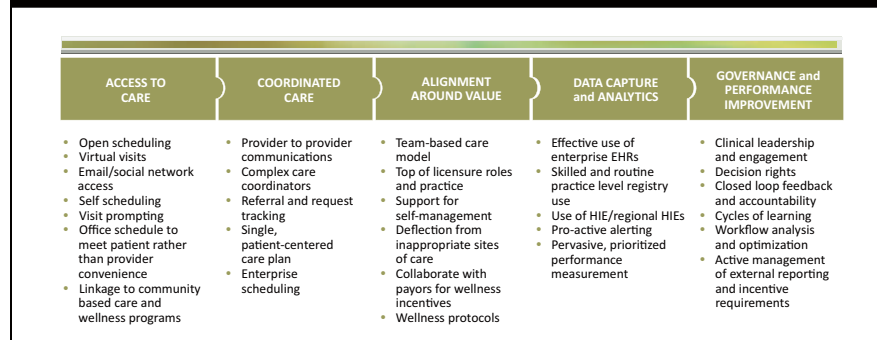 ACCESS TO
CARE
COORDINATED
CARE
ALIGNMENT
AROUND VALUE
DATA CAPTURE
and ANALYTICS
GOVERNANCE and
PERFORMANCE
IMPROVEMENT
• Open scheduling
• Virtual visits
• Email/social network
access
• Self scheduling
• Visit prompting
• Office schedule to
meet patient rather
than provider
convenience
• Linkage to community
based care and
wellness programs
• Provider to provider
communications
• Complex care
coordinators
• Referral and request
tracking
• Single,
patient-centered
care plan
• Enterprise
scheduling
• Team-based care
model
• Top of licensure roles
and practice
• Support for
self-management
• Deflection from
inappropriate sites
of care
• Collaborate with
payors for wellness
incentives
• Wellness protocols
• Effective use of
enterprise EHRs
• Skilled and routine
practice level registry
use
• Use of HIE/regional HIEs
• Pro-active alerting
• Pervasive, prioritized
performance
measurement
• Clinical leadership
and engagement
• Decision rights
• Closed loop feedback
and accountability
• Cycles of learning
• Workflow analysis
and optimization
• Active management
of external reporting
and incentive
requirements